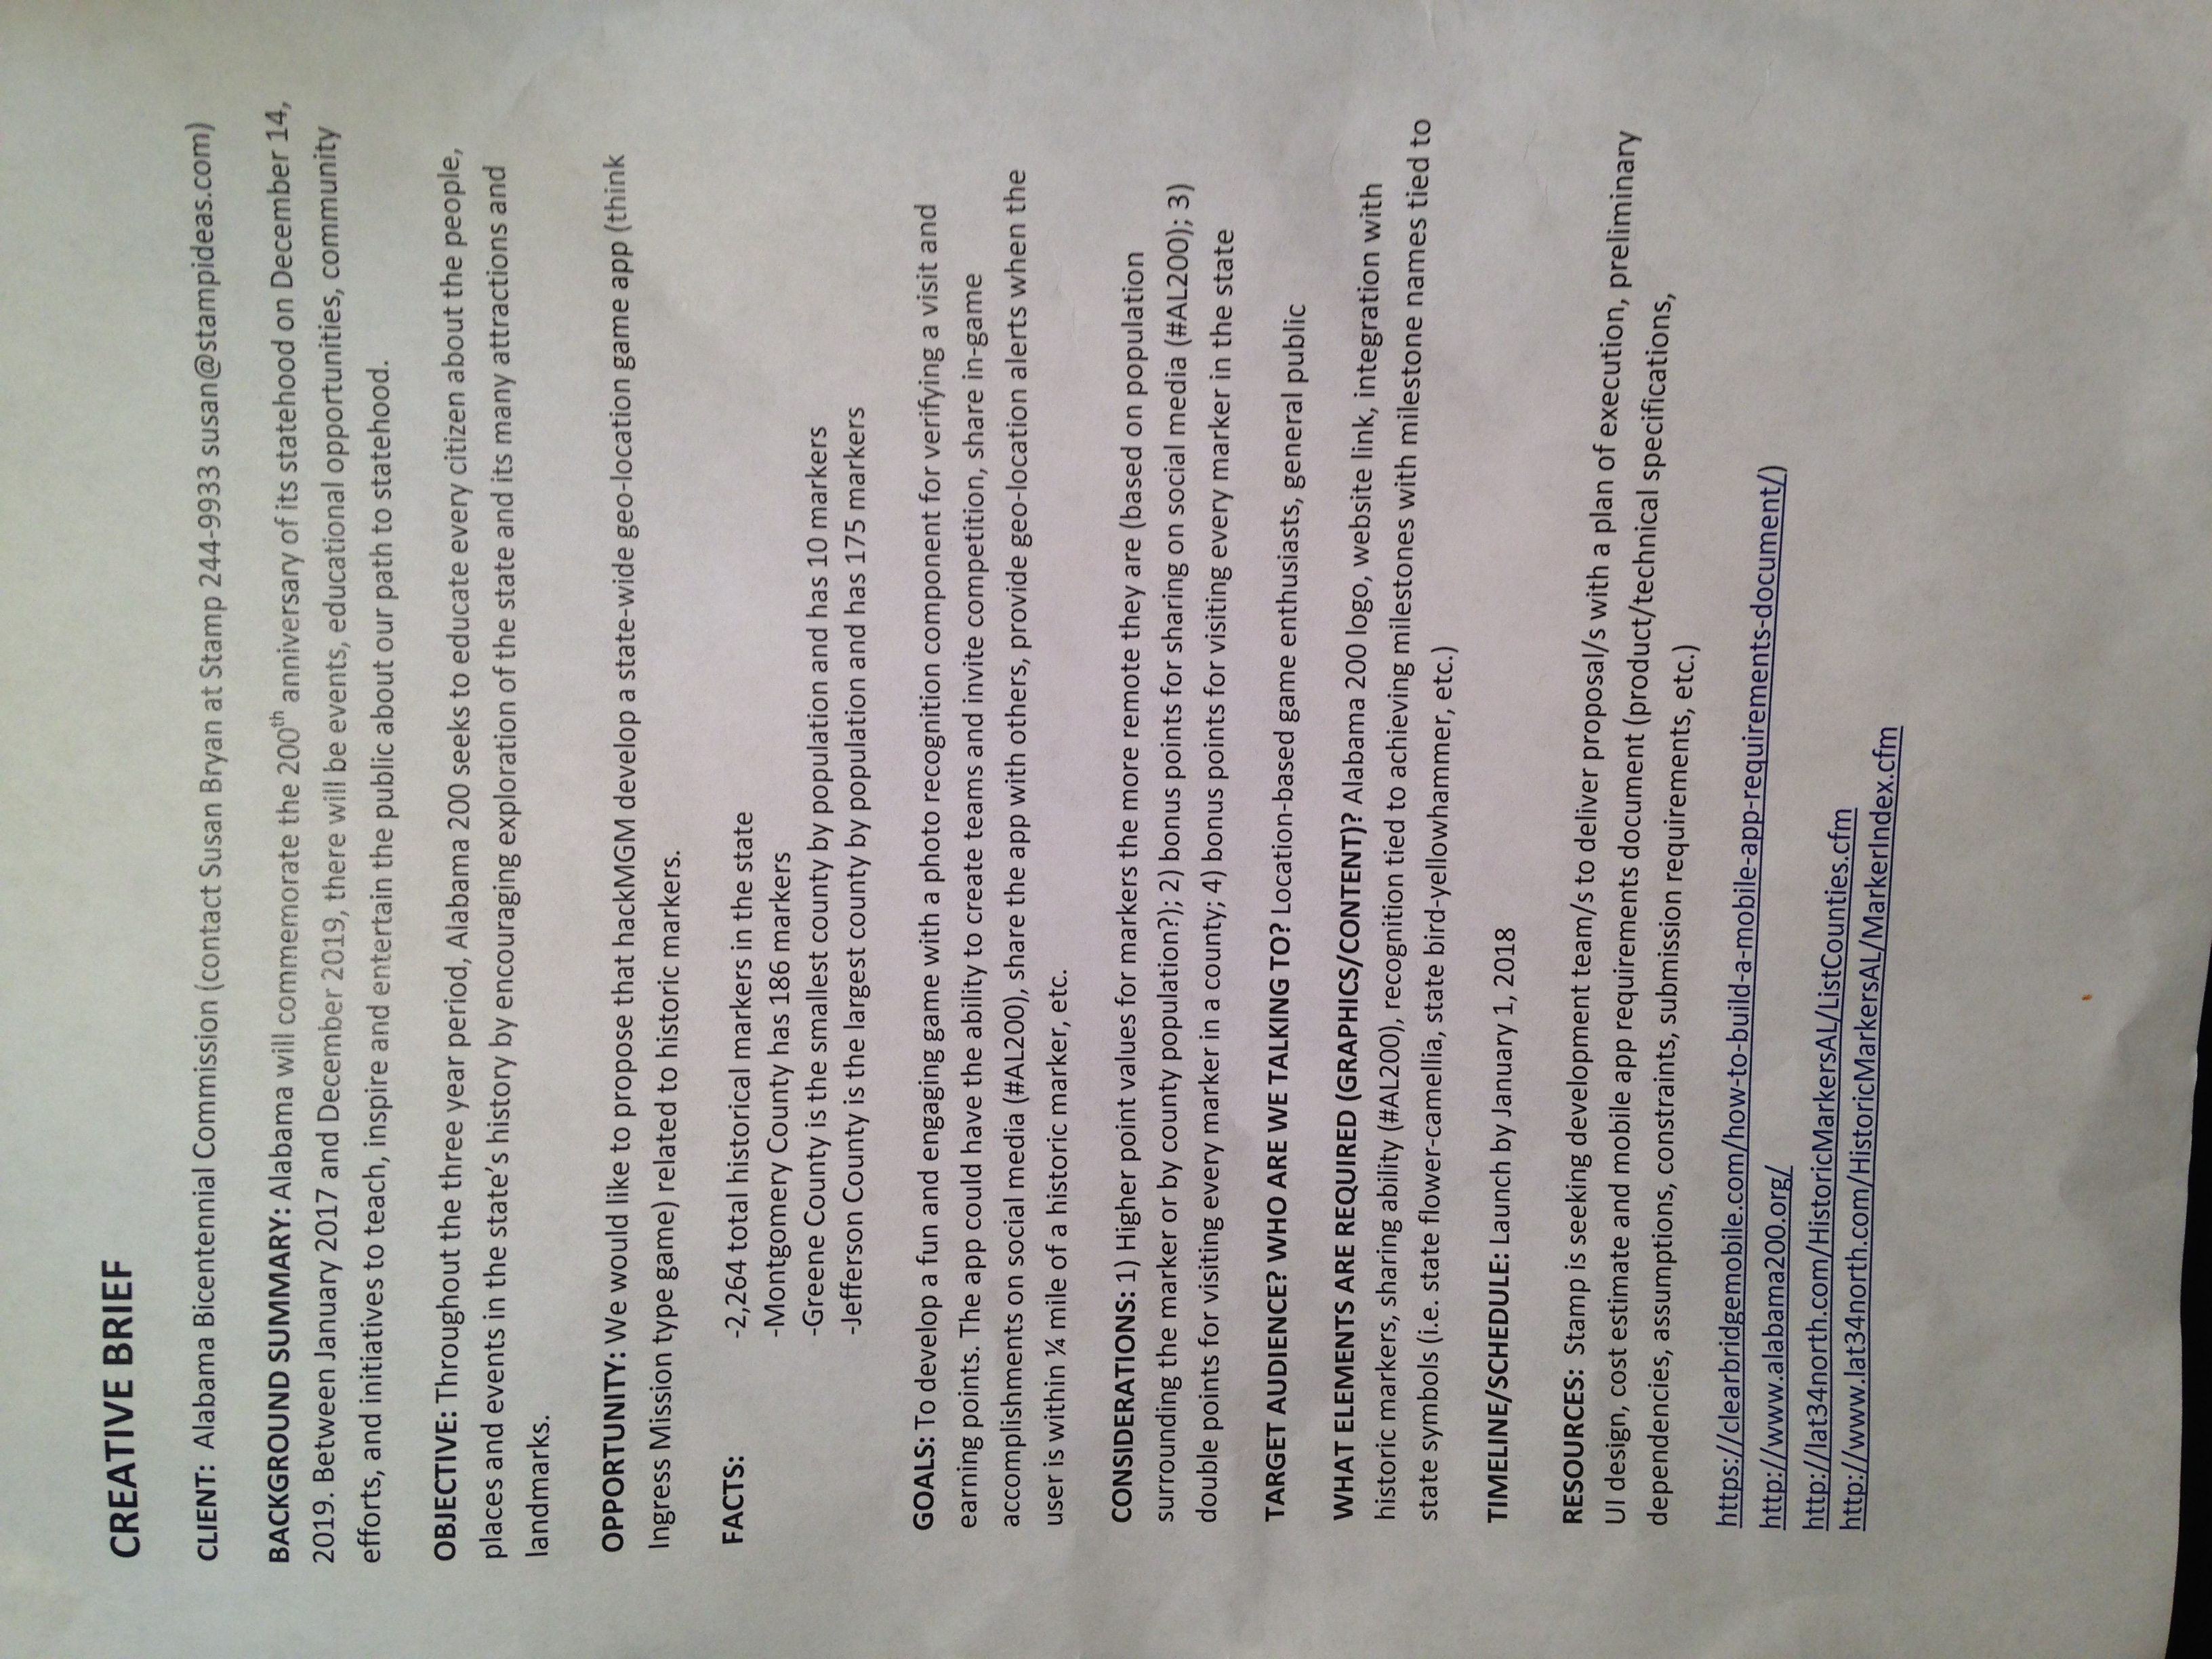 CREATIVE BRIEF
CLIENT: Alabama Bicentennial Commission (contact Susan Bryan at Stamp 244-9933 susan@stampideas.com)
BACKGROUND SUMMARY: Alabama will commemorate the 200th anniversary of its statehood on December 14,
2019. Between January 2017 and December 2019, there will be events, educational opportunities, community
efforts, and initiatives to teach, inspire and entertain the public about our path to statehood.
OBJECTIVE: Throughout the three year period, Alabama 200 seeks to educate every citizen about the people,
places and events in the state's history by encouraging exploration of the state and its many attractions and
landmarks.
OPPORTUNITY: We would like to propose that hackMGM develop a state-wide geo-location game app (think
Ingress Mission type game) related to historic markers.
FACTS: -2,264 total historical markers in the state
-Montgomery County has 186 markers
-Greene County is the smallest county by population and has 10 markers
-Jefferson County is the largest county by population and has 175 markers
GOALS: To develop a fun and engaging game with a photo recognition component for verifying a visit and
earning points. The app could have the ability to create teams and invite competition, share in-game
accomplishments on social media (#AL200), share the app with others, provide geo-location alerts when the
user is within ¼ mile of a historic marker, etc.
CONSIDERATIONS: 1) Higher point values for markers the more remote they are (based on population
surrounding the marker or by county population?); 2) bonus points for sharing on social media (#AL200); 3)
double points for visiting every marker in a county; 4) bonus points for visiting every marker in the state
TARGET AUDIENCE? WHO ARE WE TALKING TO? Location-based game enthusiasts, general public
WHAT ELEMENTS ARE REQUIRED (GRAPHICS/CONTENT)? Alabama 200 logo, website link, integration with
historic markers, sharing ability (#AL200), recognition tied to achieving milestones with milestone names tied to
state symbols (i.e. state flower-camellia, state bird-yellowhammer, etc.)
TIMELINE/SCHEDULE: Launch by January 1, 2018
RESOURCES: Stamp is seeking development team/s to deliver proposal/s with a plan of execution, preliminary
UI design, cost estimate and mobile app requirements document (product/technical specifications,
dependencies, assumptions, constraints, submission requirements, etc.)
https://clearbridgemobile.com/how-to-build-a-mobile-app-requirements-document/)
http://www.alabama200.org/
http://lat34north.com/HistoricMarkersAL/ListCounties.cfm
http://www.lat34north.com/HistoricMarkersAL/MarkerIndex.cfm